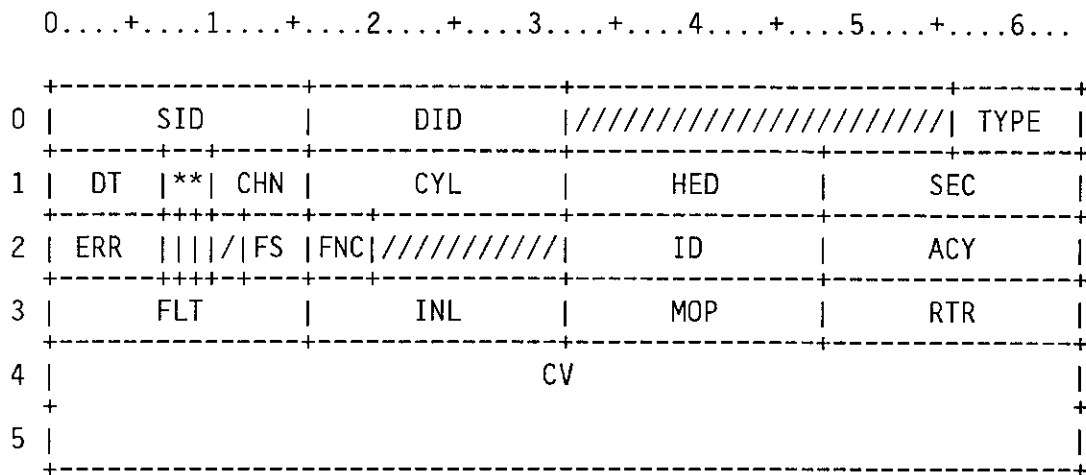 0....+....1....+....2....+....3....+....4....+....5....+....6...
+---------------+---------------+-----------------------+-------+
0 | SID | DID |///////////////////////| TYPE |
+------+--+-----+---------------+---------------+-------+-------+
1 | DT |**| CHN | CYL | HED | SEC |
+------+++-+----+---+-----------+---------------+---------------+
2 | ERR ||||/|FS |FNC|///////////| ID | ACY |
+------+++-+----+---+-----------+---------------+---------------+
3 | FLT | INL | MOP | RTR |
+---------------+---------------+---------------+---------------+
4 | CV |
+ +
5 | |
+---------------------------------------------------------------+